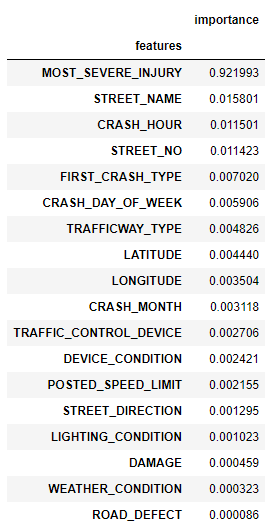 importance
features
MOST_SEVERE_INJURY 0.921993
STREET_NAME 0.015801
CRASH_HOUR 0.011501
STREET_NO 0.011423
FIRST_CRASH_TYPE 0.007020
CRASH_DAY_OF_WEEK 0.005906
TRAFFICWAY_TYPE 0.004826
LATITUDE 0.004440
LONGITUDE 0.003504
CRASH_MONTH 0.003118
TRAFFIC_CONTROL_DEVICE 0.002706
DEVICE_CONDITION 0.002421
POSTED_SPEED_LIMIT 0.002155
STREET_DIRECTION 0.001295
LIGHTING_CONDITION 0.001023
DAMAGE 0.000459
WEATHER_CONDITION 0.000323
ROAD_DEFECT 0.000086